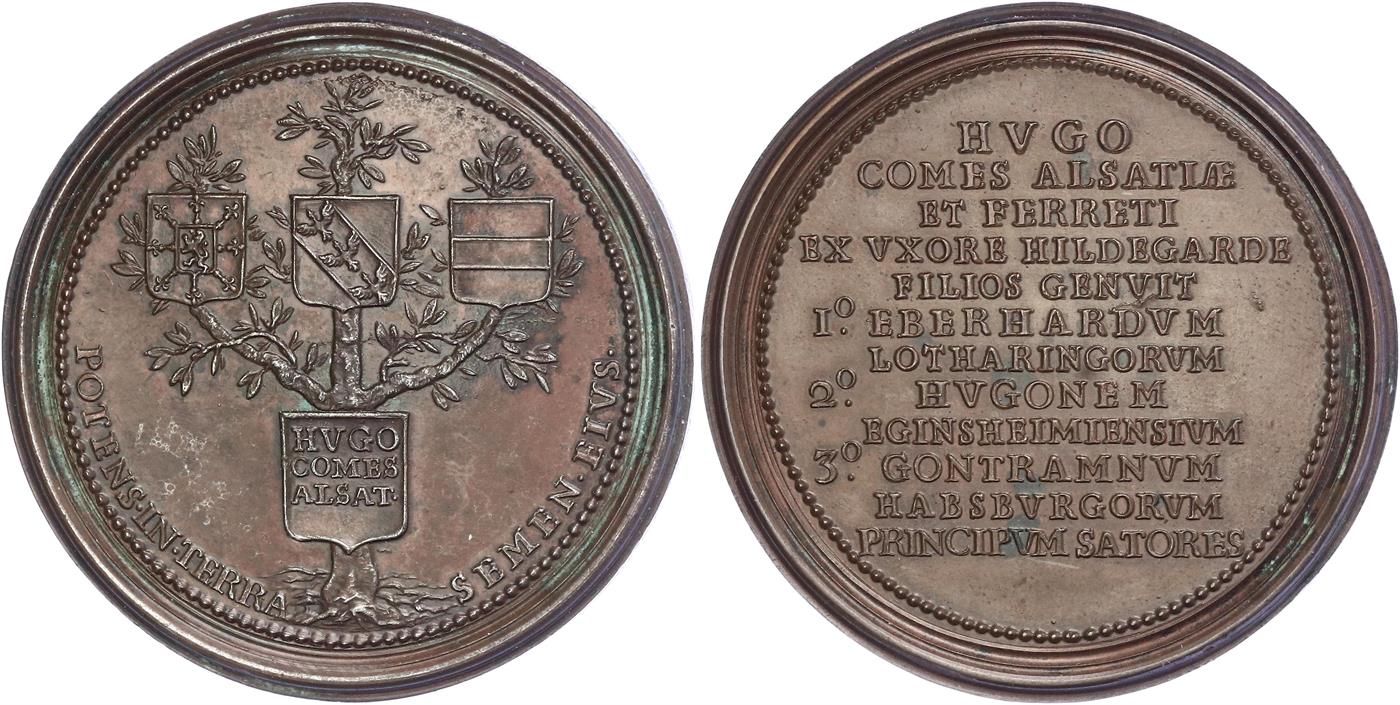 POTENS·IN·TERRA SEMEN·EIVS·
HVGO
COMES
ALSAT·
HVGO
COMES ALSATIÆ
ET FERRETI
EX VXORE HILDEGARDE
FILIOS GENVIT
1º. EBERHARDVM
LOTHARINGORVM
2º. HVGONEM
EGINSHEIMIENSIVM
3º. GONTRAMNVM
HABSBVRGORVM
PRINCIPVM SATORES